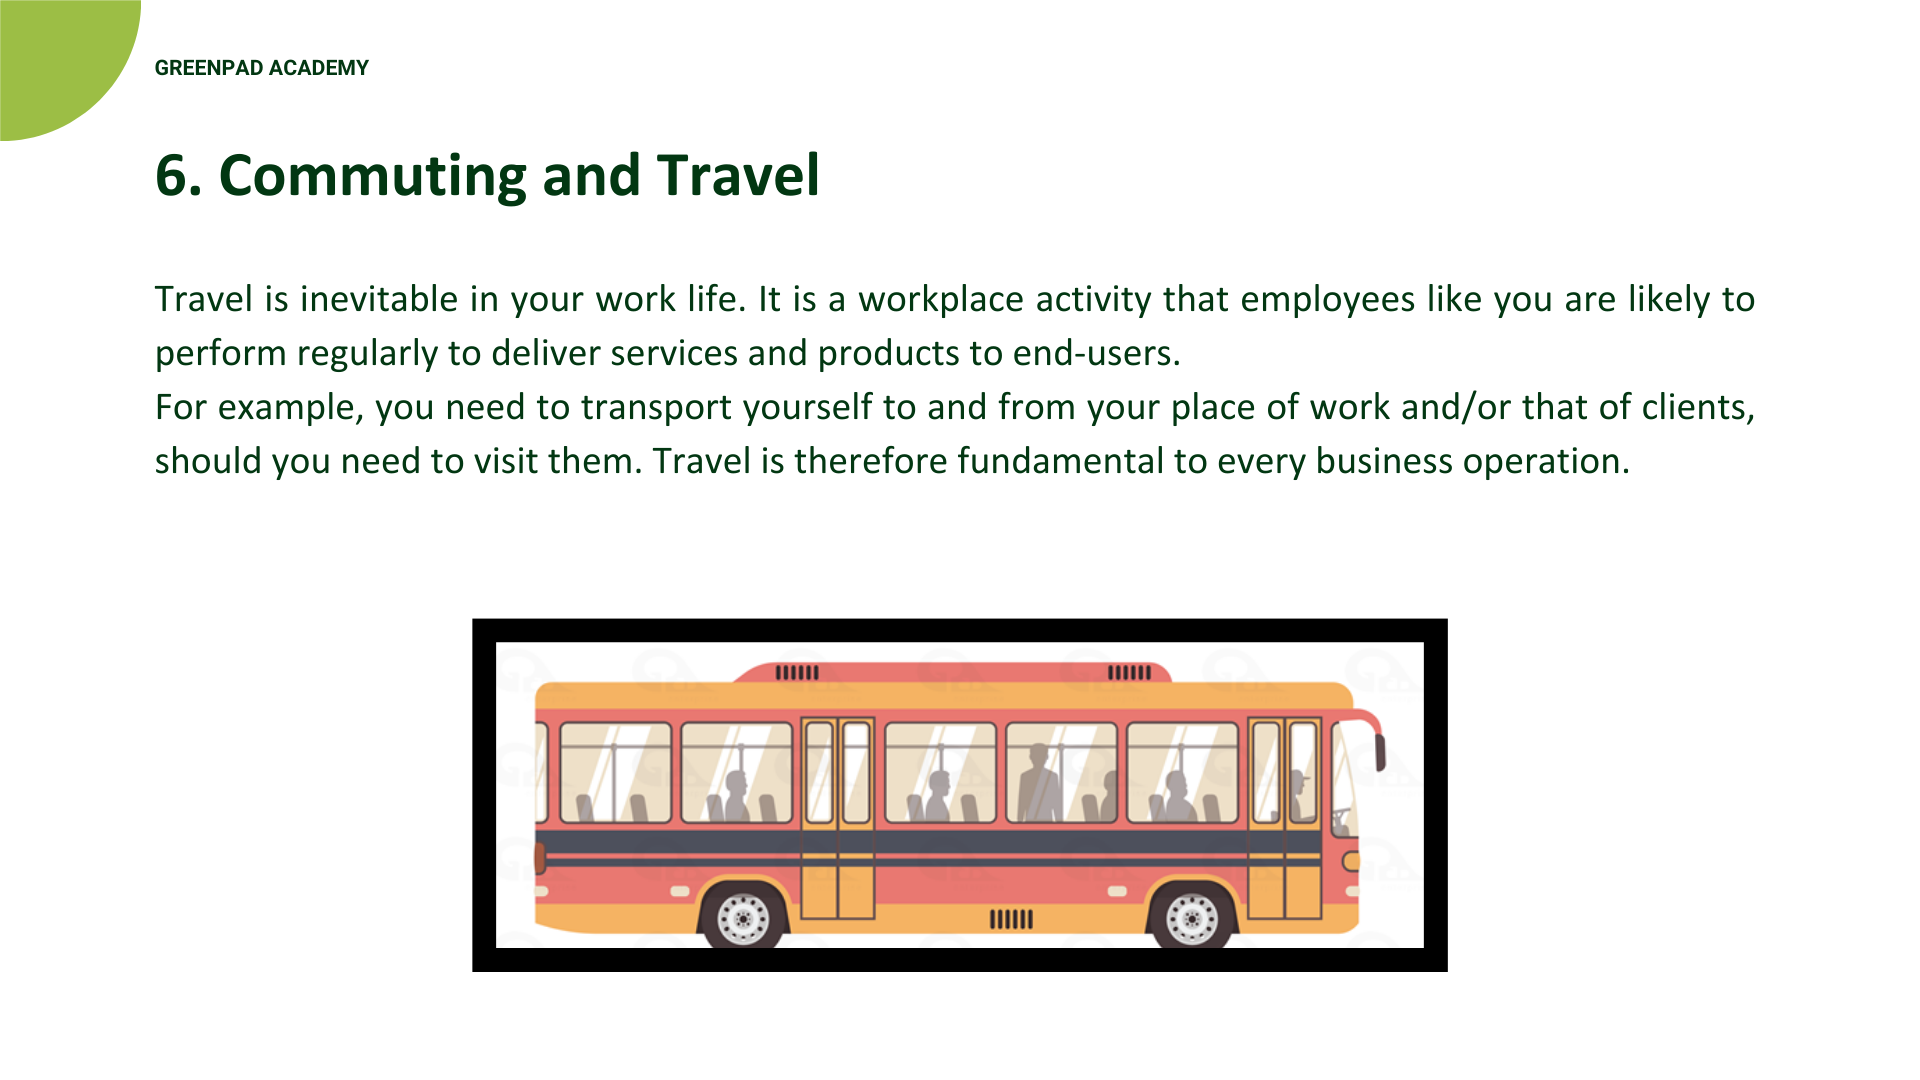 GREENPAD ACADEMY
6. Commuting and Travel
Travel is inevitable in your work life. It is a workplace activity that employees like you are likely to
perform regularly to deliver services and products to end-users.
For example, you need to transport yourself to and from your place of work and/or that of clients,
should you need to visit them. Travel is therefore fundamental to every business operation.